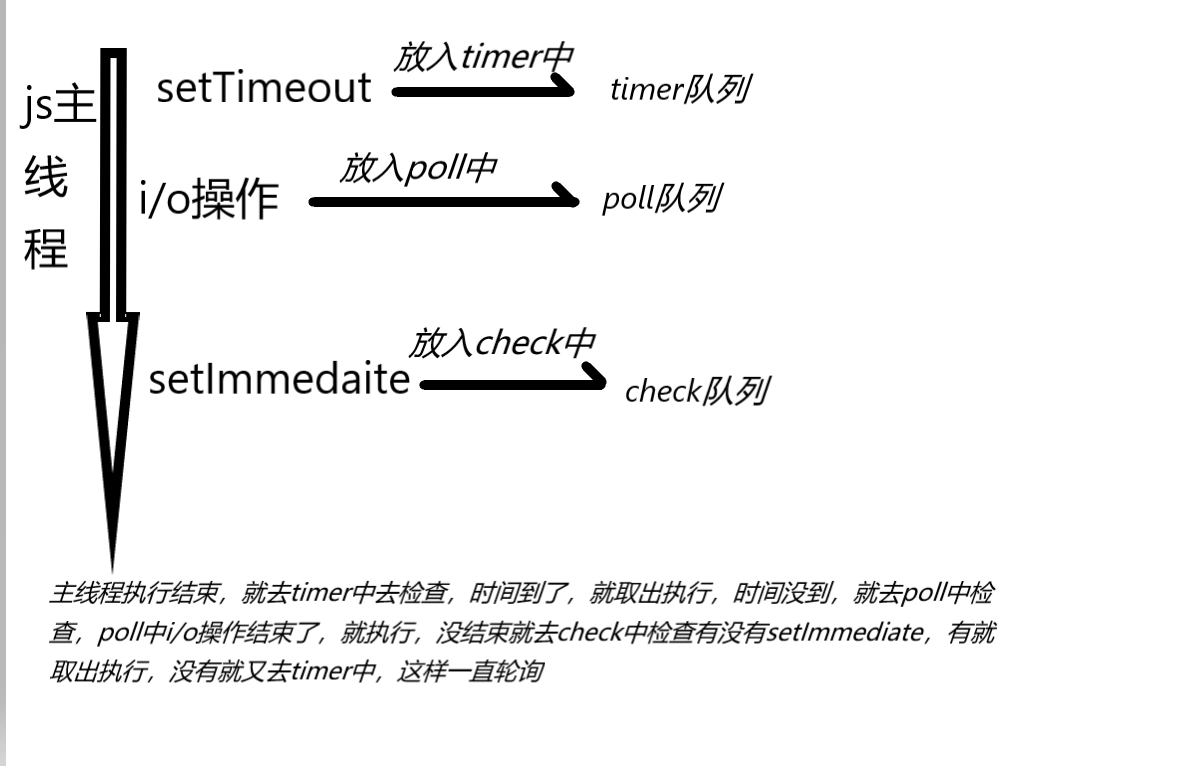 放入timer中
setTimeout
timer队列
js主
线
程
放入poll中
i/o操作
poll队列
放入check中
setImmedaite
check队列
主线程执行结束，就去timer中去检查，时间到了，就取出执行，时间没到，就去poll中检
查，poll中i/o操作结束了，就执行，没结束就去check中检查有没有setImmediate，有就
取出执行，没有就又去timer中，这样一直轮询